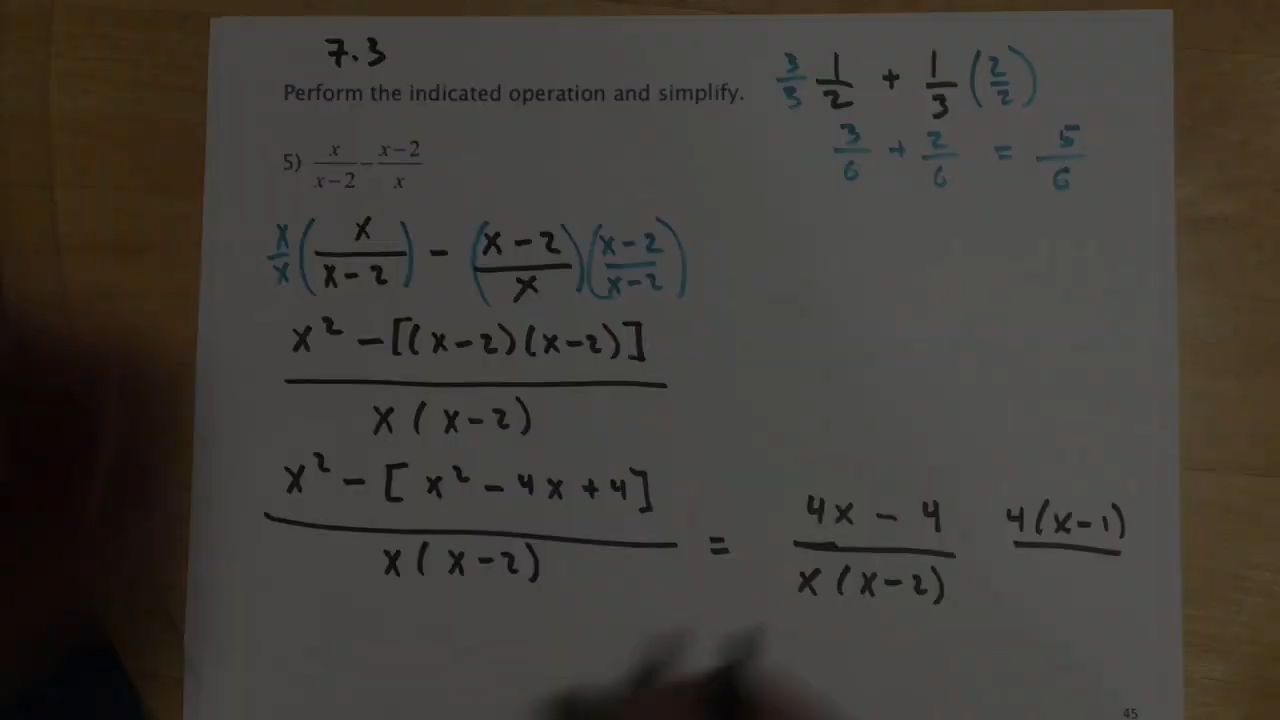 7.3
Perform the indicated operation and simplify.
3/3 1/2 + 1/3 (2/2)
3/6 + 2/6 = 5/6
5) x/(x−2) − (x−2)/x
x/x (x/(x−2)) − ((x−2)/x)((x−2)/(x−2))
x² −[(x−2)(x−2)]
x(x−2)
x² − [x² − 4x + 4]
x(x−2)
= (4x − 4)/(x(x−2))
4(x−1)
45